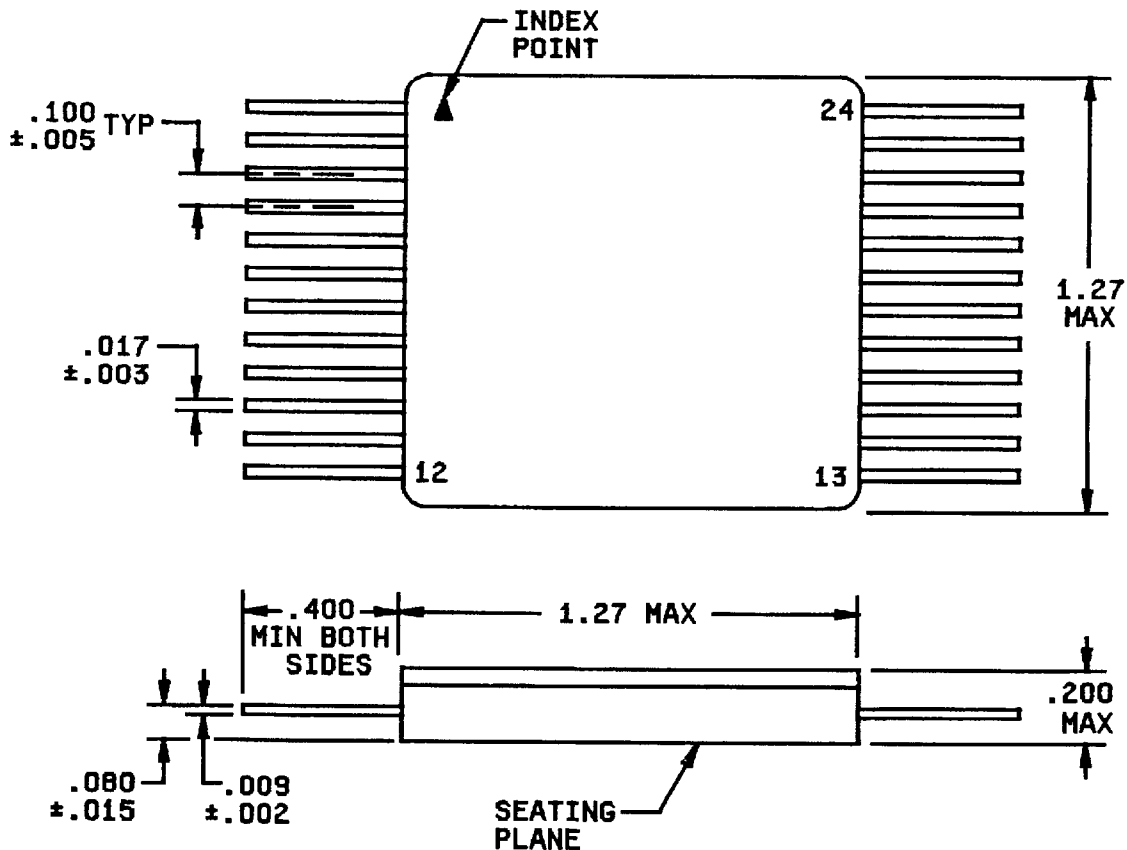 INDEX
POINT
.100
±.005 TYP
24
1.27
MAX
.017
±.003
12
13
.400
MIN BOTH
SIDES
1.27 MAX
.200
MAX
.080
±.015
.009
±.002
SEATING
PLANE